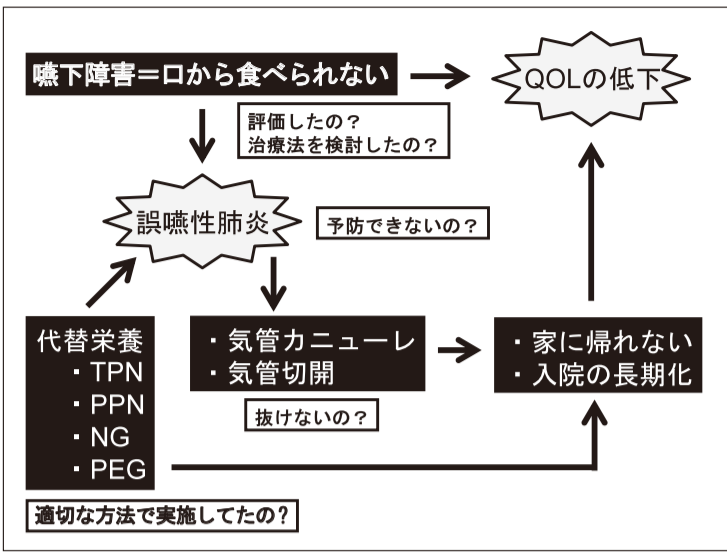 嚥下障害=口から食べられない
QOLの低下
評価したの?
治療法を検討したの?
誤嚥性肺炎
予防できないの?
代替栄養
・TPN
・PPN
・NG
・PEG
・気管カニューレ
・気管切開
・家に帰れない
・入院の長期化
抜けないの?
適切な方法で実施してたの?